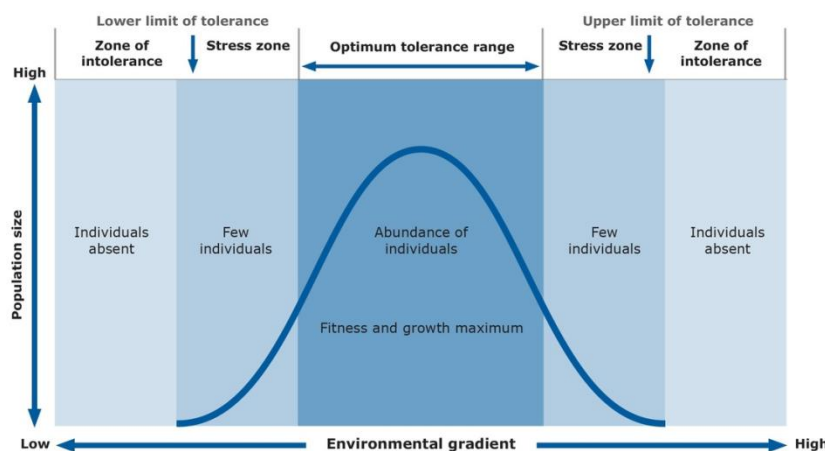 Lower limit of tolerance
Upper limit of tolerance
Zone of
intolerance
Stress zone
Optimum tolerance range
Stress zone
Zone of
intolerance
High
Population size
Individuals
absent
Few
individuals
Abundance of
individuals
Few
individuals
Individuals
absent
Fitness and growth maximum
Low
Environmental gradient
High